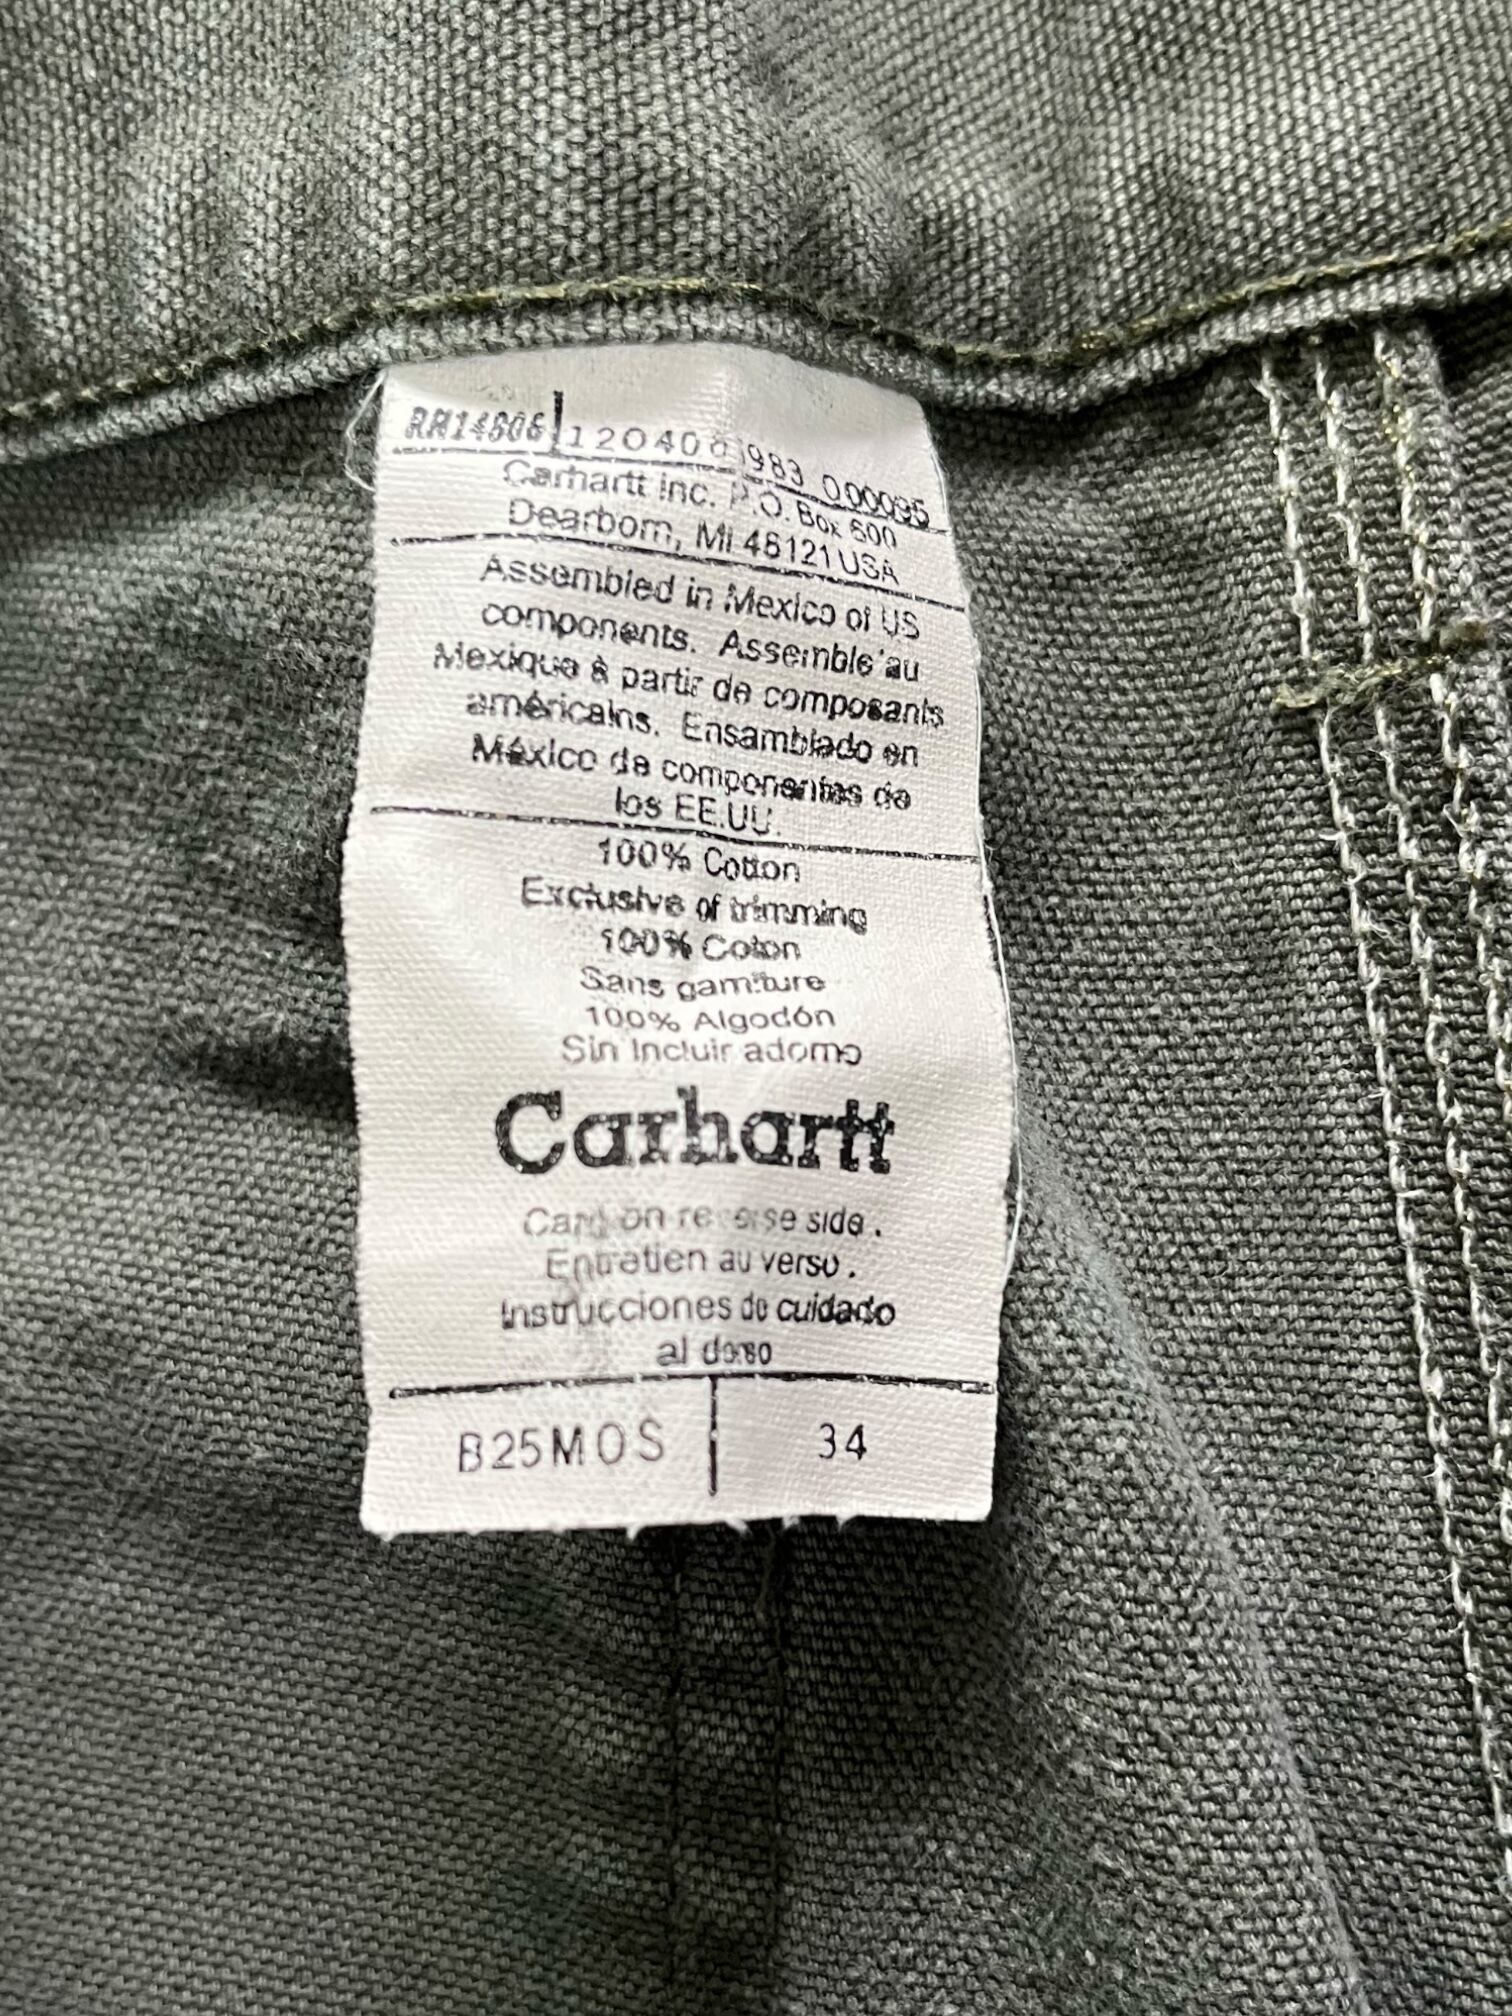 RN14806 12040 983 00095
Carhartt Inc. P.O. Box 600
Dearborn, MI 48121 USA
Assembled in Mexico of US
components. Assemble' au
Mexique à partir de composants
américains. Ensamblado en
México de componentes de
los EE.UU.
100% Cotton
Exclusive of trimming
100% Coton
Sans garniture
100% Algodón
Sin Incluir adorno
Carhartt
Care on reverse side.
Entretien au verso.
Instrucciones de cuidado
al dorso
B25MOS 34